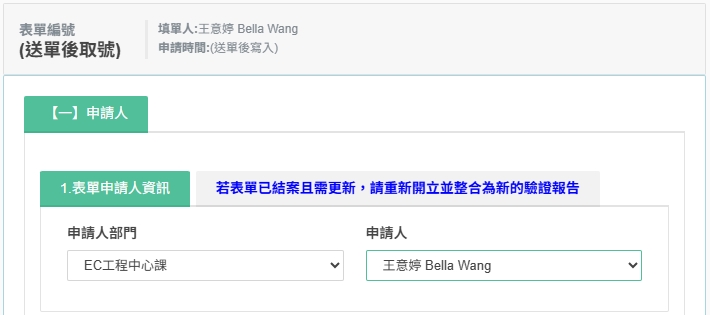 表單編號
(送單後取號)
填單人:王意婷 Bella Wang
申請時間:(送單後寫入)
【一】申請人
1.表單申請人資訊
若表單已結案且需更新，請重新開立並整合為新的驗證報告
申請人部門
申請人
EC工程中心課
王意婷 Bella Wang